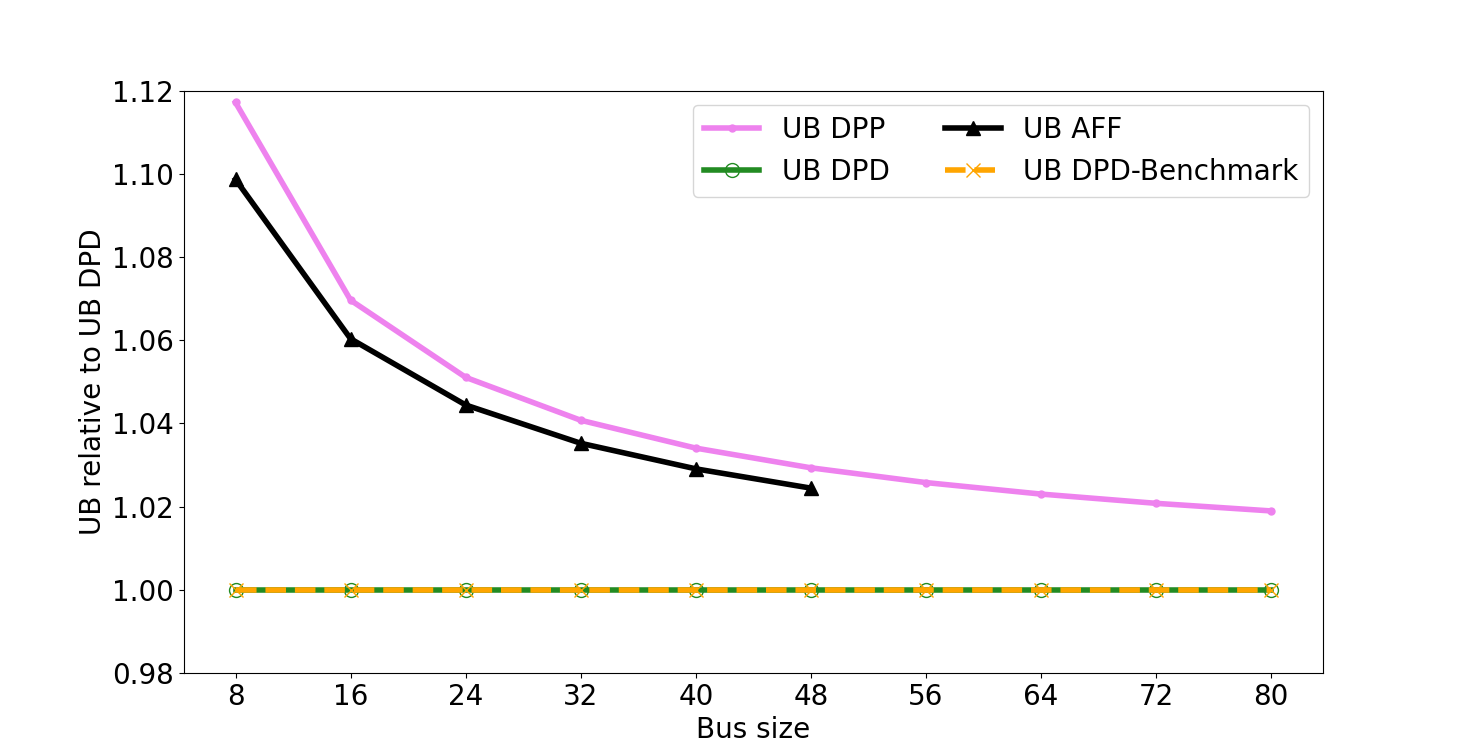 UB relative to UB DPD
1.12
1.10
1.08
1.06
1.04
1.02
1.00
0.98
UB DPP
UB AFF
UB DPD
UB DPD-Benchmark
8 16 24 32 40 48 56 64 72 80
Bus size